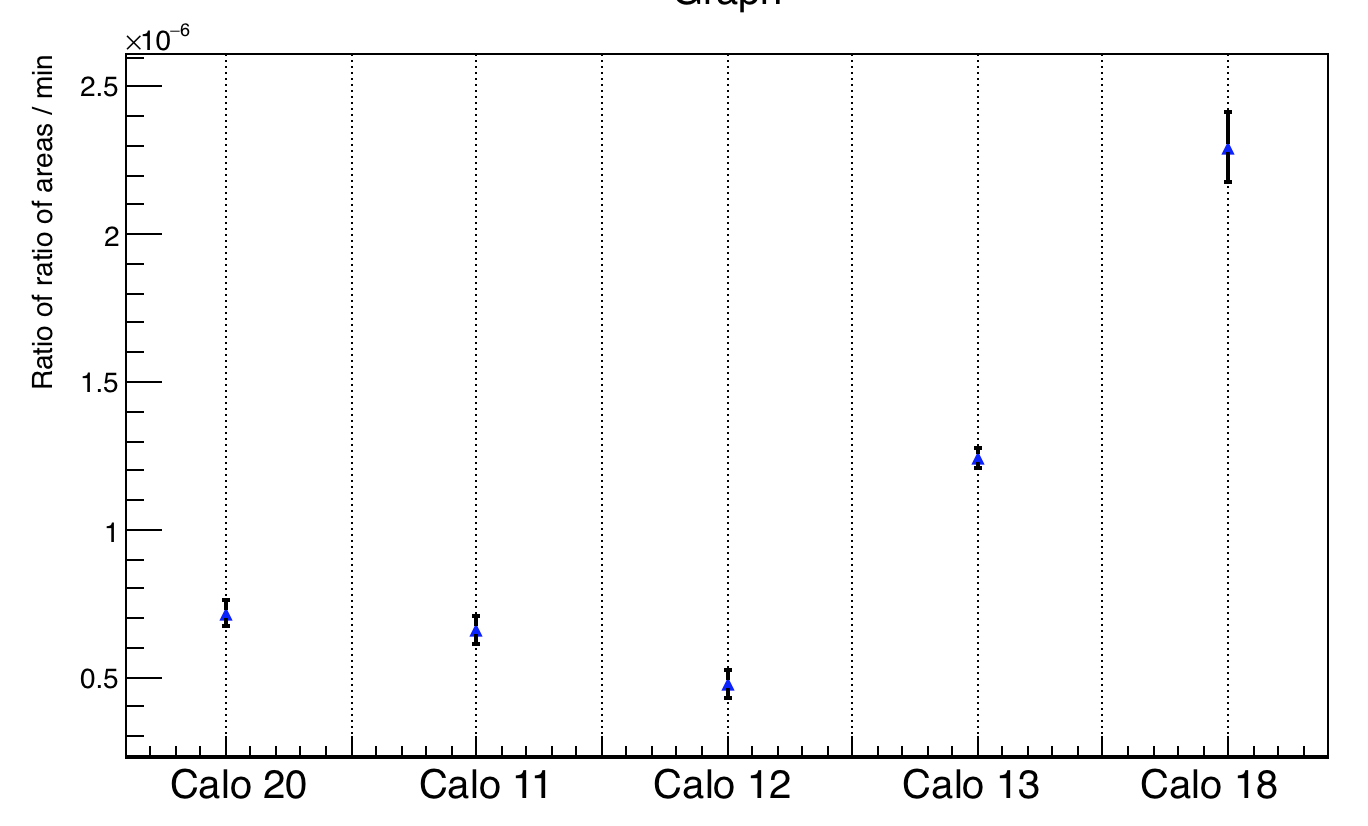 Graph
×10⁻⁶
Ratio of ratio of areas / min
2.5
2
1.5
1
0.5
Calo 20 Calo 11 Calo 12 Calo 13 Calo 18